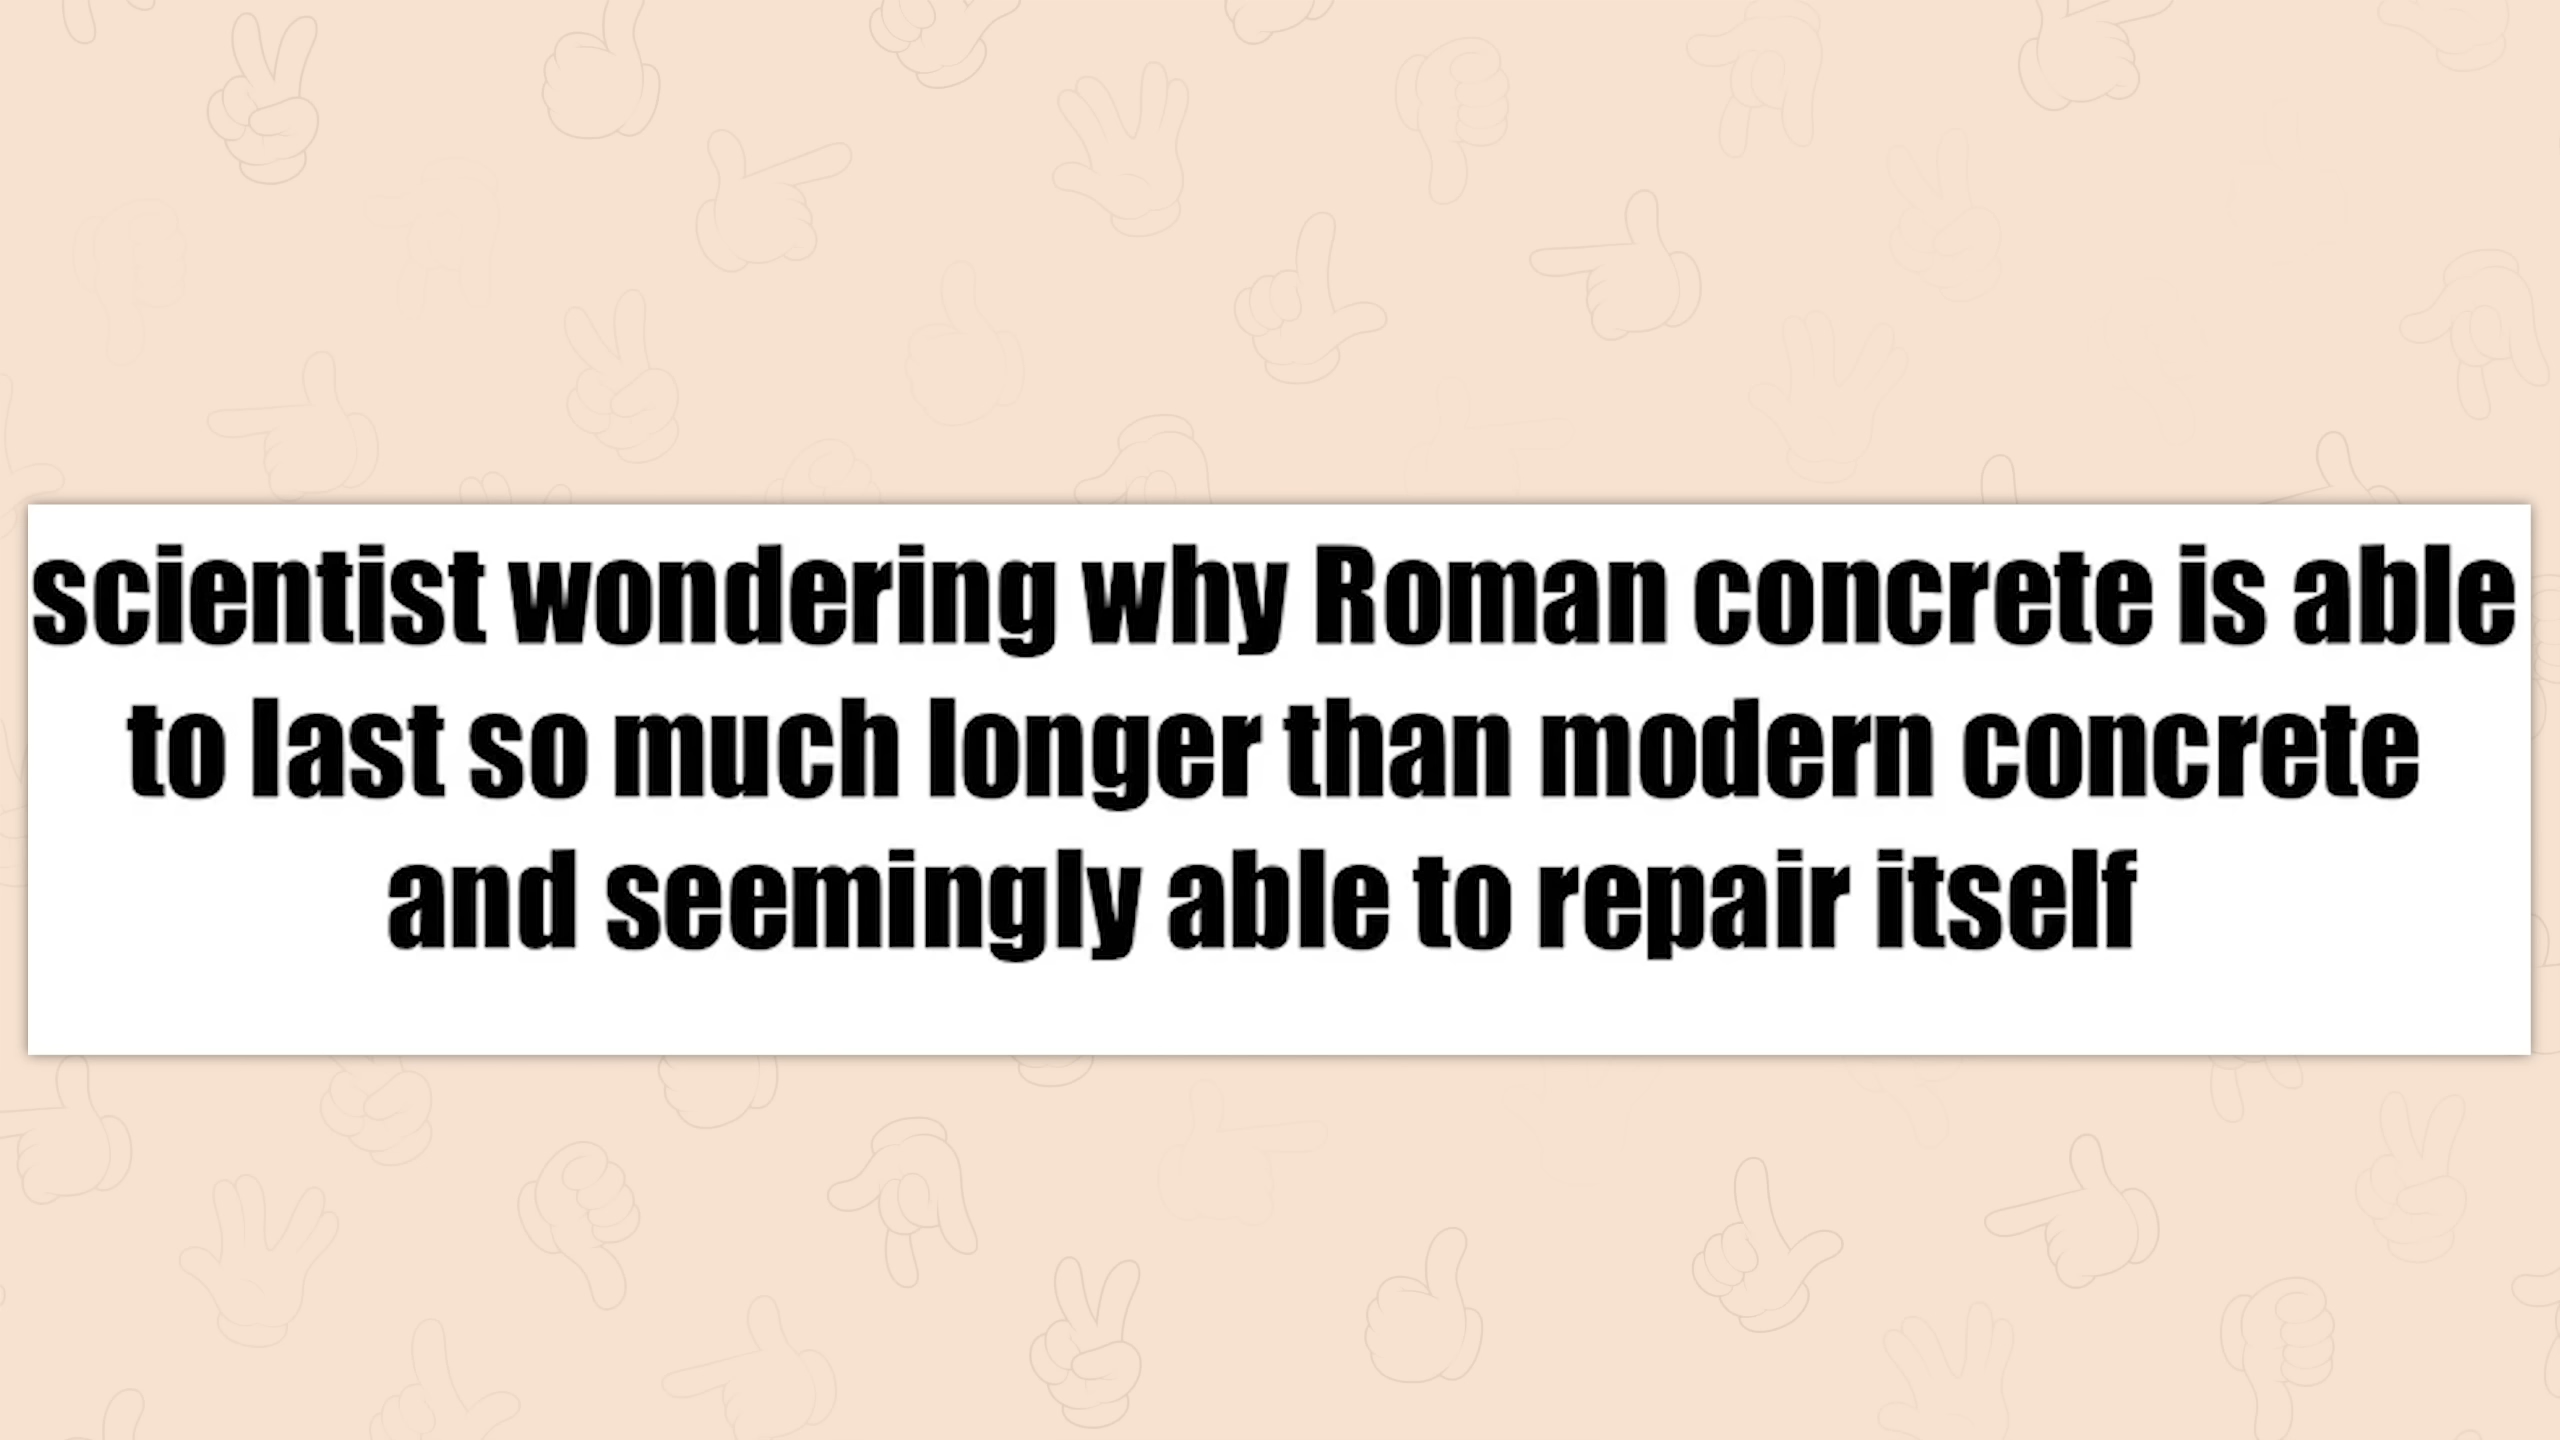 scientist wondering why Roman concrete is able
to last so much longer than modern concrete
and seemingly able to repair itself